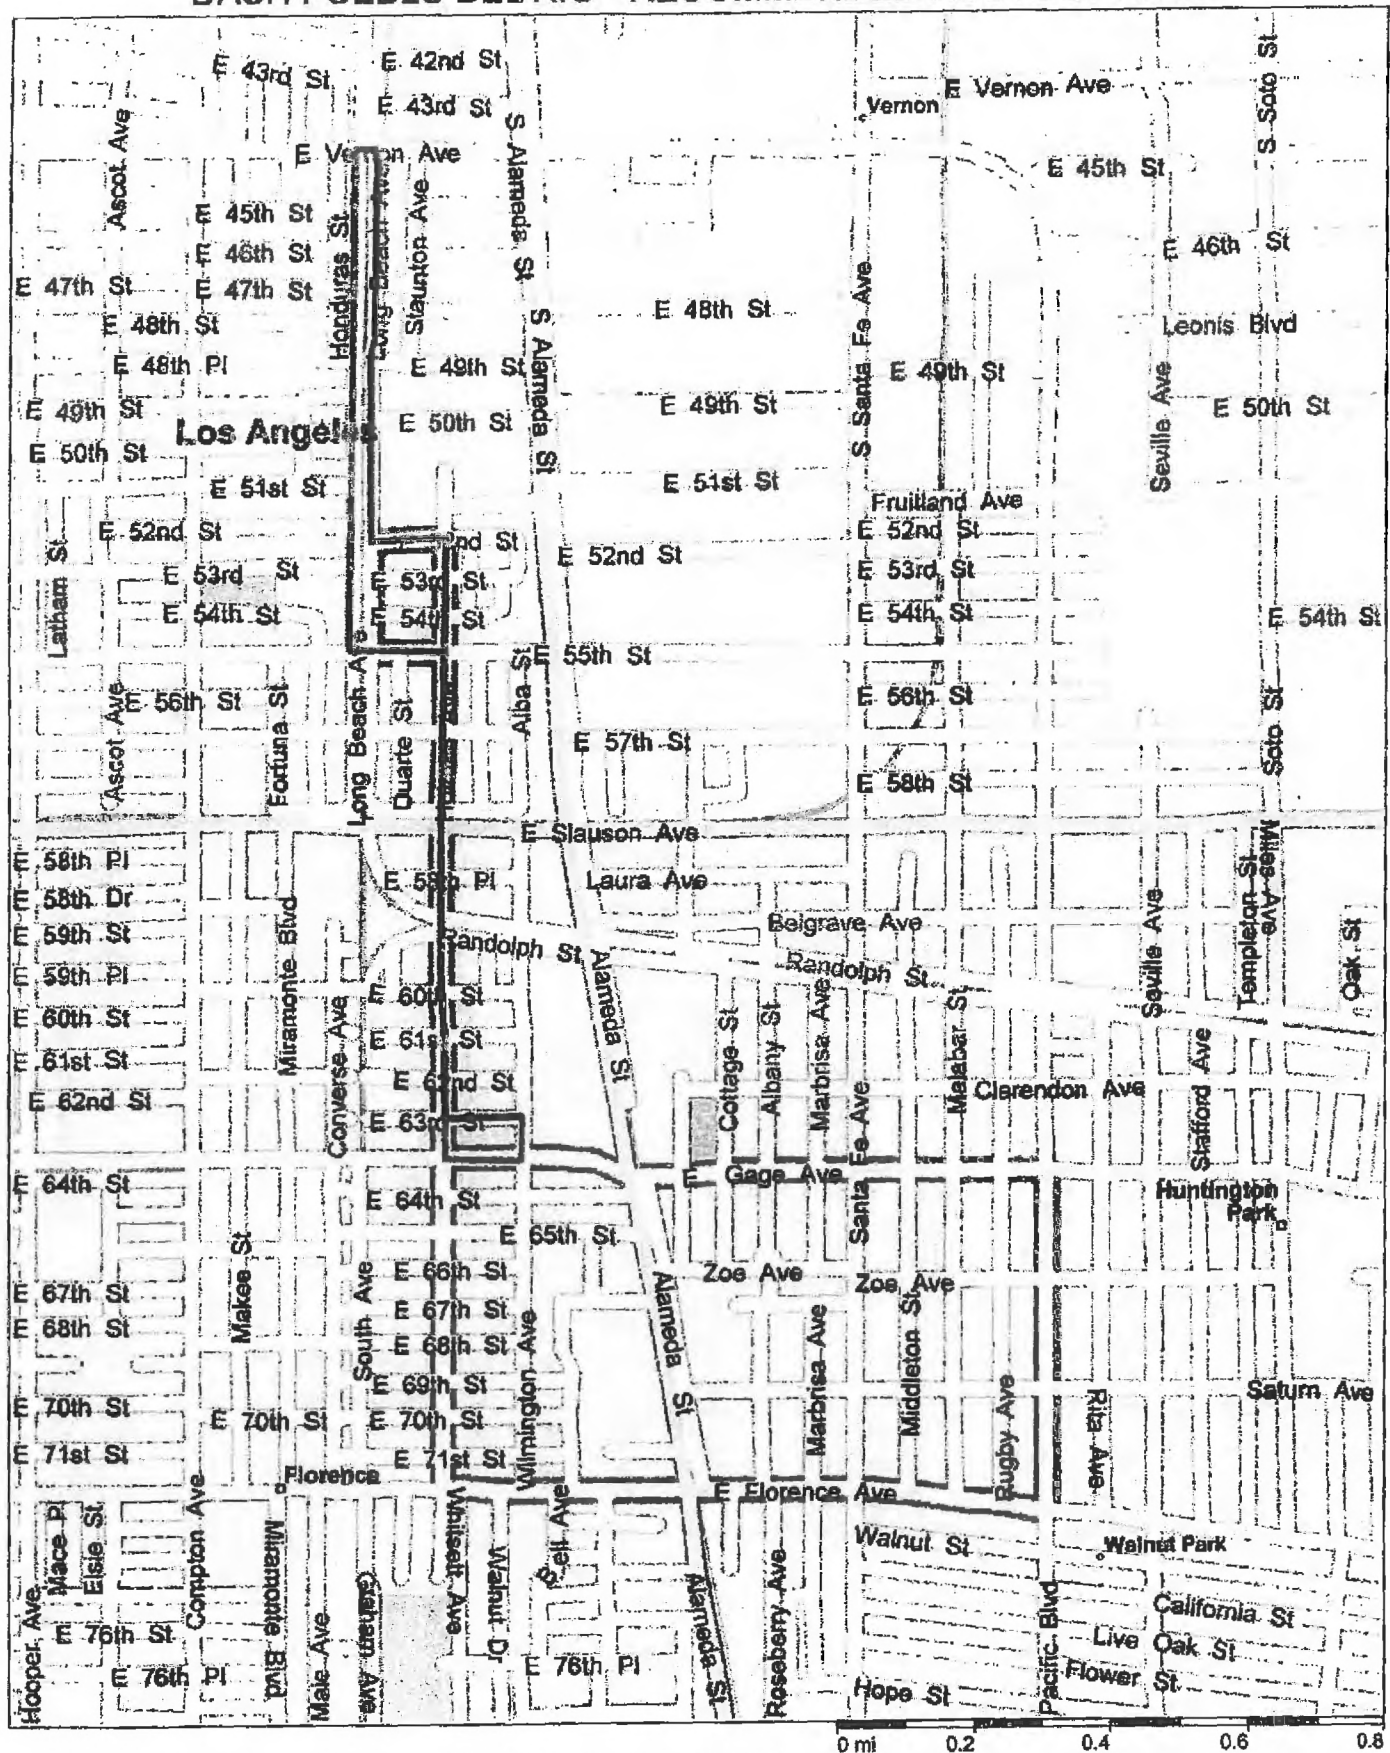 E 43rd St
E 42nd St
E 43rd St
E Vernon Ave
Vernon
S Soto St
Ascot Ave
E Ave
S Alameda St
E 45th St
E 45th St
Honduras St
Staunton Ave
E 46th St
E 46th St
E 47th St
E 47th St
S Santa Fe Ave
E 48th St
E 48th St
S Alameda St
Leonis Blvd
E 48th Pl
E 49th St
E 49th St
Seville Ave
E 49th St
E 49th St
E 50th St
Los Angeles
E 50th St
E 50th St
E 51st St
E 51st St
Fruitland Ave
E 52nd St
nd St
E 52nd St
E 52nd St
Latham St
E 53rd St
E 53rd St
E 53rd St
E 54th St
E 54th St
E 54th St
E 54th St
E 55th St
Ascot Ave
E 56th St
Fortuna St
Long Beach A
Duarte St
Alba St
E 56th St
Soto St
E 57th St
E 58th St
E Slauson Ave
E 58th Pl
E 58th Pl
Laura Ave
Miles Ave
Templeton St
E 58th Dr
Belgrave Ave
Seville Ave
Oak St
E 59th St
Miramonte Blvd
Randolph St
Randolph St
E 59th Pl
Alameda St
E 60th St
E 60th St
Converse Ave
Cottage St
Albany St
Marbrisa Ave
Malabar St
E 61st St
E 61st St
Stafford Ave
E 62nd St
E 62nd St
Clarendon Ave
E 63rd St
Santa Fe Ave
E 64th St
E Gage Ave
Huntington
Park
E 64th St
E 65th St
Makee St
E 66th St
Zoe Ave
Zoe Ave
E 67th St
South Ave
E 67th St
Alameda St
E 68th St
E 68th St
Wilmington Ave
Marbrisa Ave
Middleton St
E 69th St
Rugby Ave
Rita Ave
Saturn Ave
E 70th St
E 70th St
E 70th St
E 71st St
E 71st St
Florence
E Florence Ave
Mace Pl
Elsie St
Compton Ave
Miramonte Blvd
Whitsett Ave
Walnut Dr
Bell Ave
Walnut St
Walnut Park
Hooper Ave
E 76th St
Maie Ave
Graham Ave
Alameda St
Roseberry Ave
Pacific Blvd
California St
Live Oak St
E 76th Pl
E 76th Pl
Flower St
Hope St
0 mi 0.2 0.4 0.6 0.8